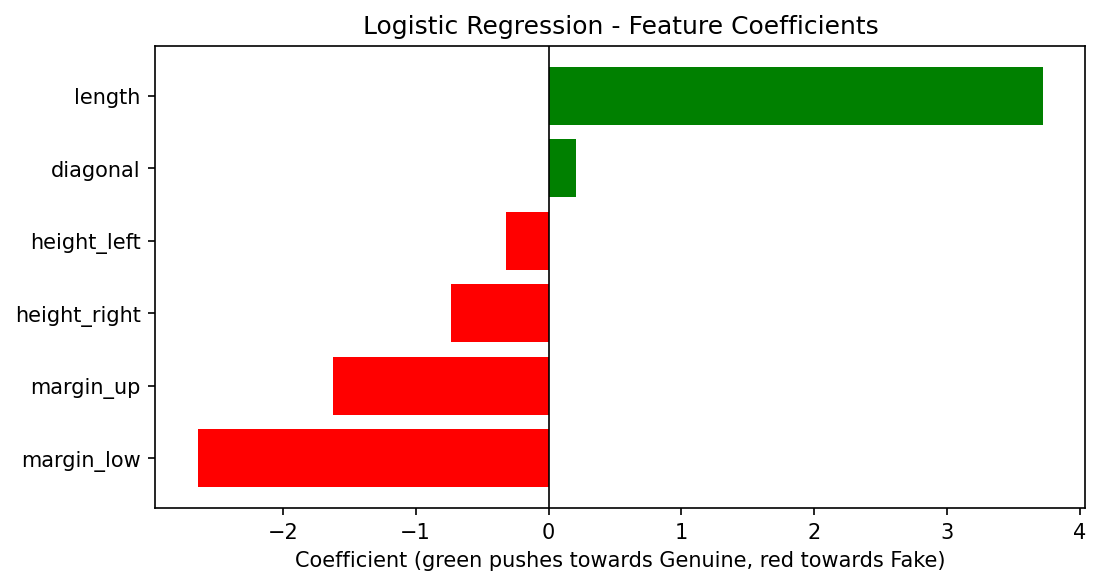 Logistic Regression - Feature Coefficients
length
diagonal
height_left
height_right
margin_up
margin_low
−2 −1 0 1 2 3 4
Coefficient (green pushes towards Genuine, red towards Fake)